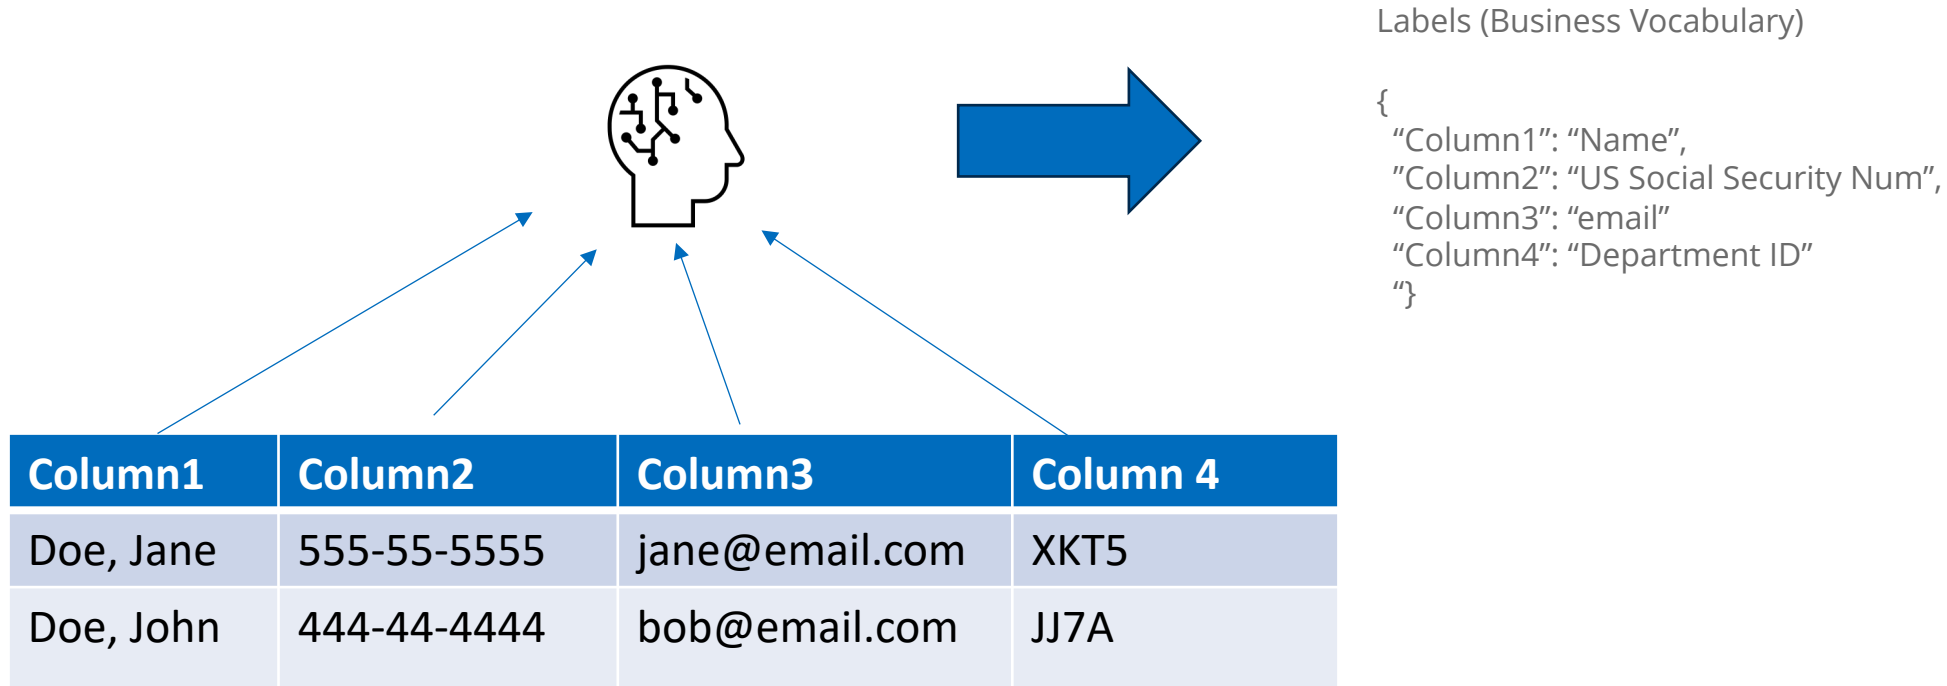 Labels (Business Vocabulary)
{
“Column1”: “Name”,
”Column2”: “US Social Security Num”,
“Column3”: “email”
“Column4”: “Department ID”
“}
Column1 Column2 Column3 Column 4
Doe, Jane 555-55-5555 jane@email.com XKT5
Doe, John 444-44-4444 bob@email.com JJ7A